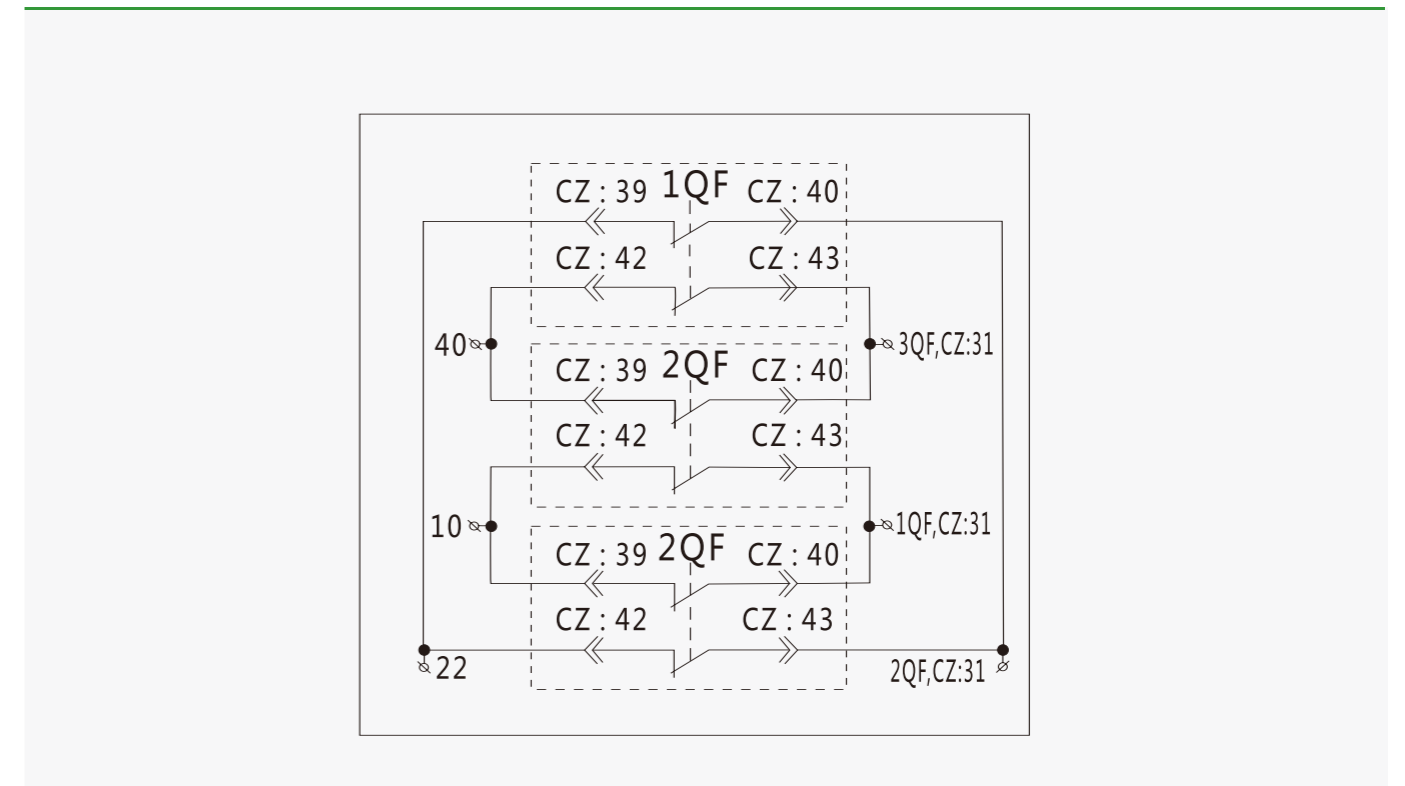 CZ : 39 1QF CZ : 40
CZ : 42 CZ : 43
40 3QF,CZ:31
CZ : 39 2QF CZ : 40
CZ : 42 CZ : 43
10 1QF,CZ:31
CZ : 39 2QF CZ : 40
CZ : 42 CZ : 43
22 2QF,CZ:31